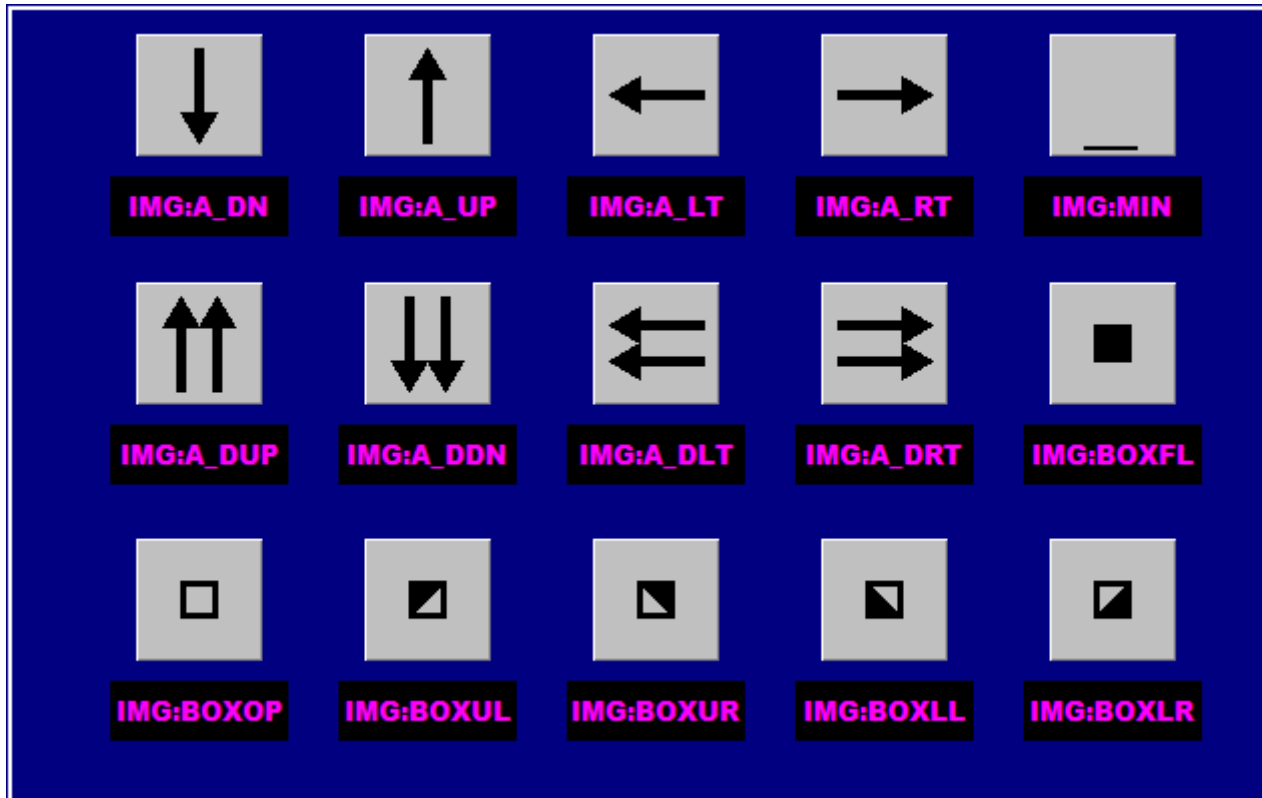 IMG:A_DN IMG:A_UP IMG:A_LT IMG:A_RT IMG:MIN
IMG:A_DUP IMG:A_DDN IMG:A_DLT IMG:A_DRT IMG:BOXFL
IMG:BOXOP IMG:BOXUL IMG:BOXUR IMG:BOXLL IMG:BOXLR